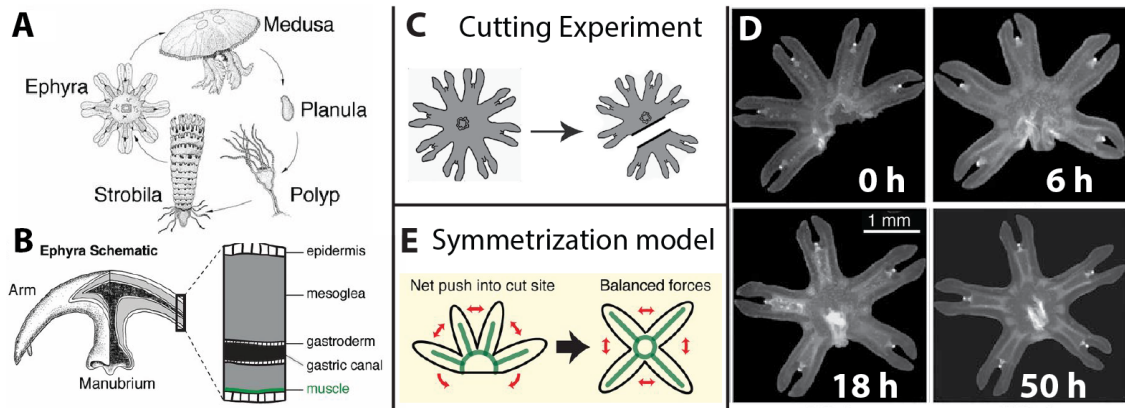 A
Medusa
Ephyra
Planula
Strobila
Polyp
B
Ephyra Schematic
Arm
Manubrium
epidermis
mesoglea
gastroderm
gastric canal
muscle
C Cutting Experiment
E Symmetrization model
Net push into cut site
Balanced forces
D
0 h
6 h
1 mm
18 h
50 h